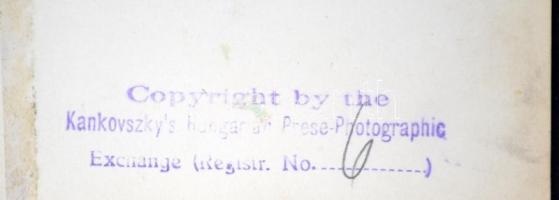 Copyright by the
Kankovszky's Hungarian Prese-Photographic
Exchange (Registr. No. 6)